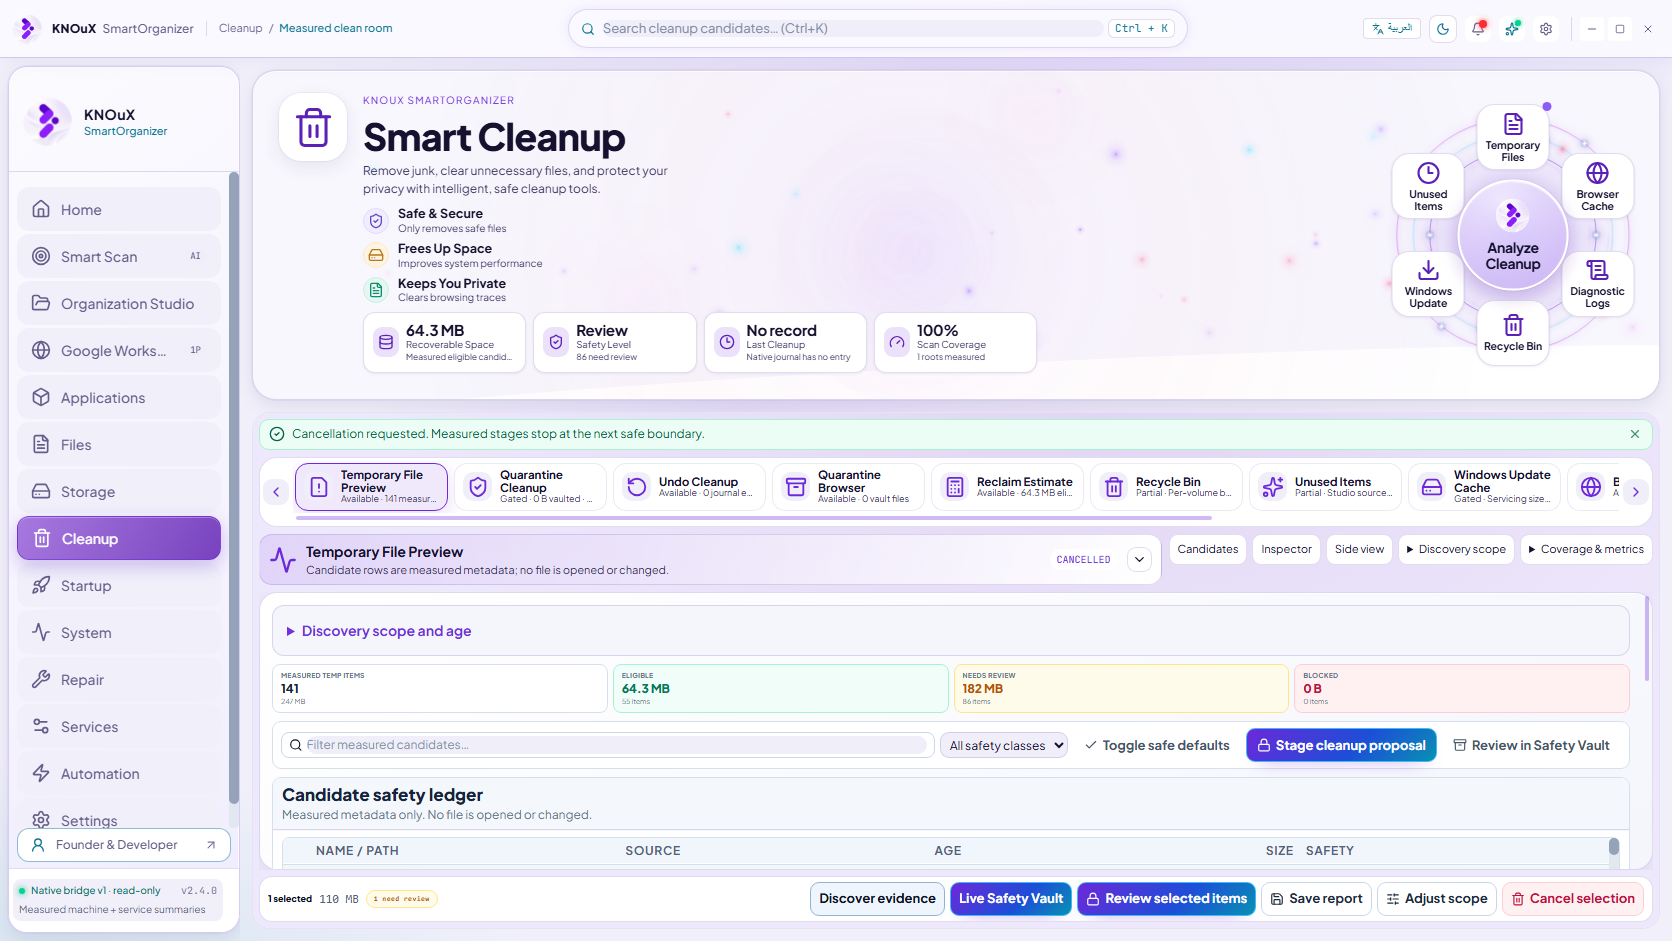 KNOuX SmartOrganizer
Cleanup / Measured clean room
Search cleanup candidates... (Ctrl+K)
Ctrl + K
العربية
KNOuX
SmartOrganizer
Home
Smart Scan AI
Organization Studio
Google Works... 1P
Applications
Files
Storage
Cleanup
Startup
System
Repair
Services
Automation
Settings
Founder & Developer
Native bridge v1 · read-only v2.4.0
Measured machine + service summaries
KNOUX SMARTORGANIZER
Smart Cleanup
Remove junk, clear unnecessary files, and protect your
privacy with intelligent, safe cleanup tools.
Safe & Secure
Only removes safe files
Frees Up Space
Improves system performance
Keeps You Private
Clears browsing traces
64.3 MB
Recoverable Space
Measured eligible candid...
Review
Safety Level
86 need review
No record
Last Cleanup
Native journal has no entry
100%
Scan Coverage
1 roots measured
Temporary
Files
Unused
Items
Browser
Cache
Analyze
Cleanup
Windows
Update
Diagnostic
Logs
Recycle Bin
Cancellation requested. Measured stages stop at the next safe boundary.
Temporary File
Preview
Available · 141 measur...
Quarantine
Cleanup
Gated · 0 B vaulted · ...
Undo Cleanup
Available · 0 journal e...
Quarantine
Browser
Available · 0 vault files
Reclaim Estimate
Available · 64.3 MB eli...
Recycle Bin
Partial · Per-volume b...
Unused Items
Partial · Studio source...
Windows Update
Cache
Gated · Servicing size...
Temporary File Preview
Candidate rows are measured metadata; no file is opened or changed.
CANCELLED
Candidates
Inspector
Side view
Discovery scope
Coverage & metrics
Discovery scope and age
MEASURED TEMP ITEMS
141
247 MB
ELIGIBLE
64.3 MB
55 items
NEEDS REVIEW
182 MB
86 items
BLOCKED
0 B
0 items
Filter measured candidates...
All safety classes
Toggle safe defaults
Stage cleanup proposal
Review in Safety Vault
Candidate safety ledger
Measured metadata only. No file is opened or changed.
NAME / PATH SOURCE AGE SIZE SAFETY
1 selected 110 MB 1 need review
Discover evidence
Live Safety Vault
Review selected items
Save report
Adjust scope
Cancel selection